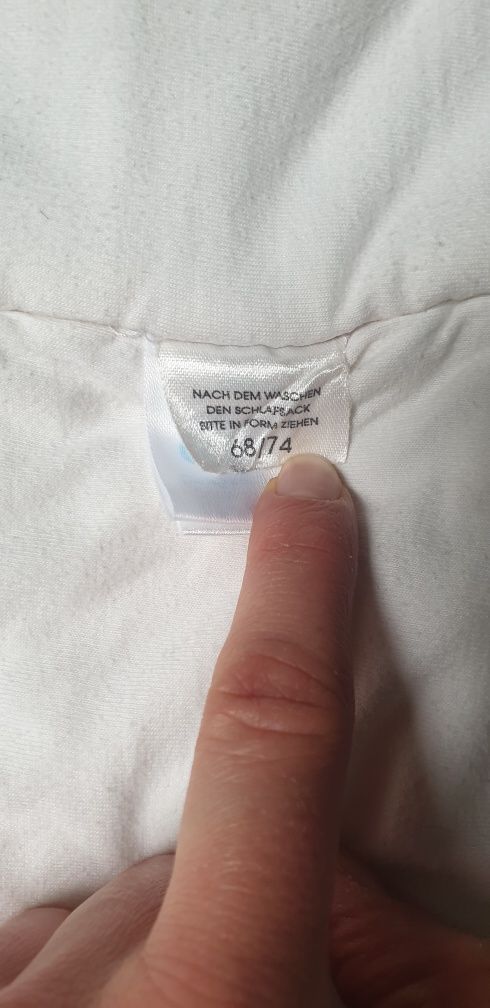 NACH DEM WASCHEN
DEN SCHLAFSACK
BITTE IN FORM ZIEHEN
68/74